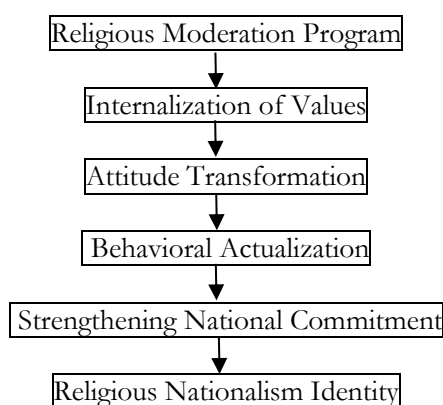 Religious Moderation Program
Internalization of Values
Attitude Transformation
Behavioral Actualization
Strengthening National Commitment
Religious Nationalism Identity